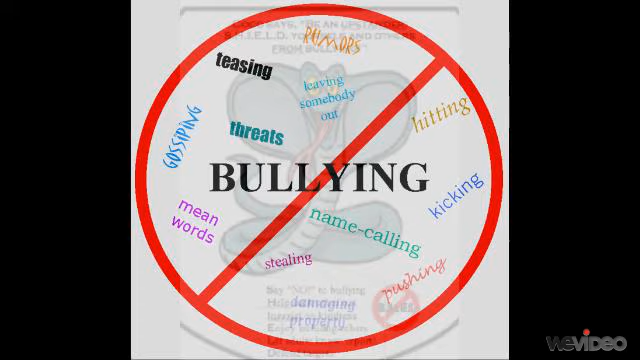 RUMORS
teasing
leaving
somebody
out
hitting
GOSSIPING
threats
BULLYING
kicking
mean
words
name-calling
stealing
pushing
Say "NO!" to bullying
damaging
property
WEVIDEO